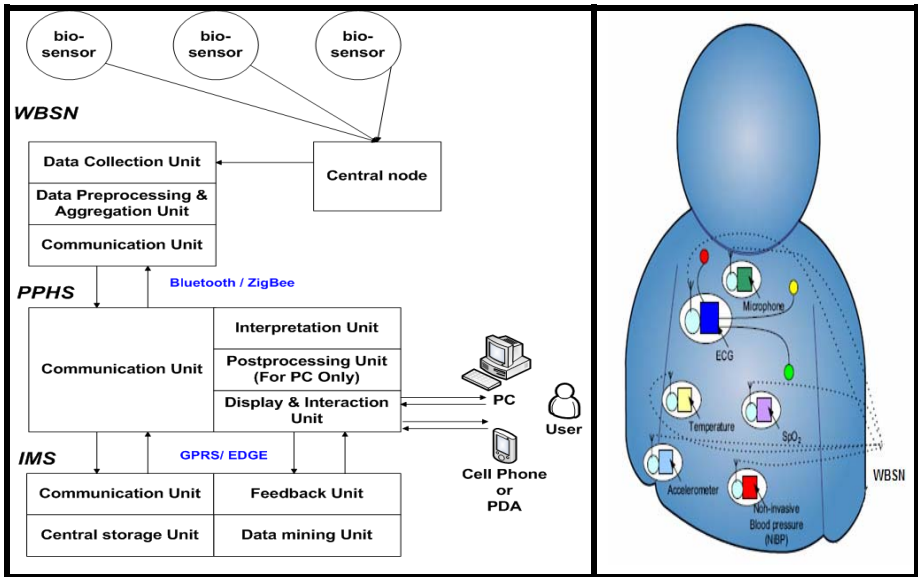 bio-
sensor
bio-
sensor
bio-
sensor
WBSN
Data Collection Unit
Data Preprocessing &
Aggregation Unit
Communication Unit
Central node
Bluetooth / ZigBee
PPHS
Communication Unit
Interpretation Unit
Postprocessing Unit
(For PC Only)
Display & Interaction
Unit
PC
User
Cell Phone
or
PDA
IMS
GPRS/ EDGE
Communication Unit
Feedback Unit
Central storage Unit
Data mining Unit
Microphone
ECG
Temperature
SpO2
WBSN
Accelerometer
Non-invasive
Blood pressure
(NIBP)